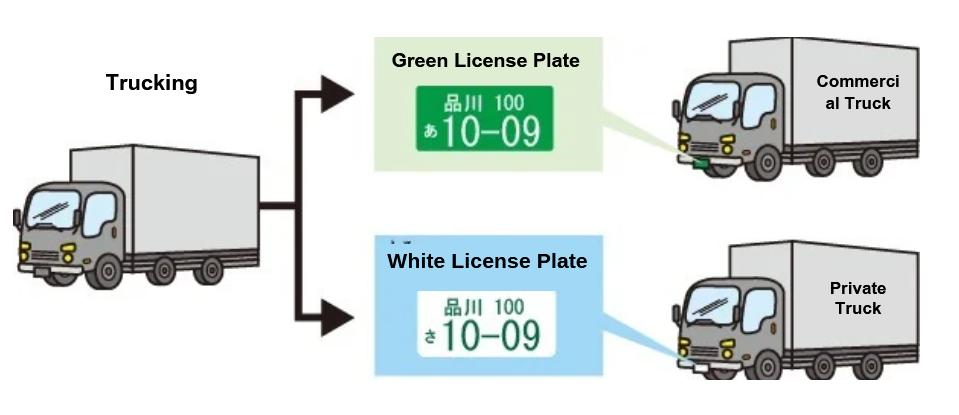 Trucking
Green License Plate
品川 100
あ 10-09
Commerci
al Truck
White License Plate
品川 100
さ 10-09
Private
Truck